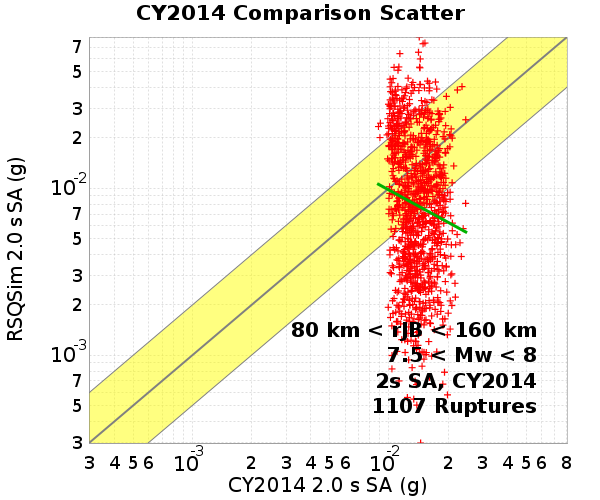 CY2014 Comparison Scatter
7
5
3
2
10-2
7
5
3
2
10-3
7
5
3
RSQSim 2.0 s SA (g)
80 km < rJB < 160 km
7.5 < Mw < 8
2s SA, CY2014
1107 Ruptures
3 4 5 6 10-3 2 3 4 5 6 10-2 2 3 4 5 6 8
CY2014 2.0 s SA (g)